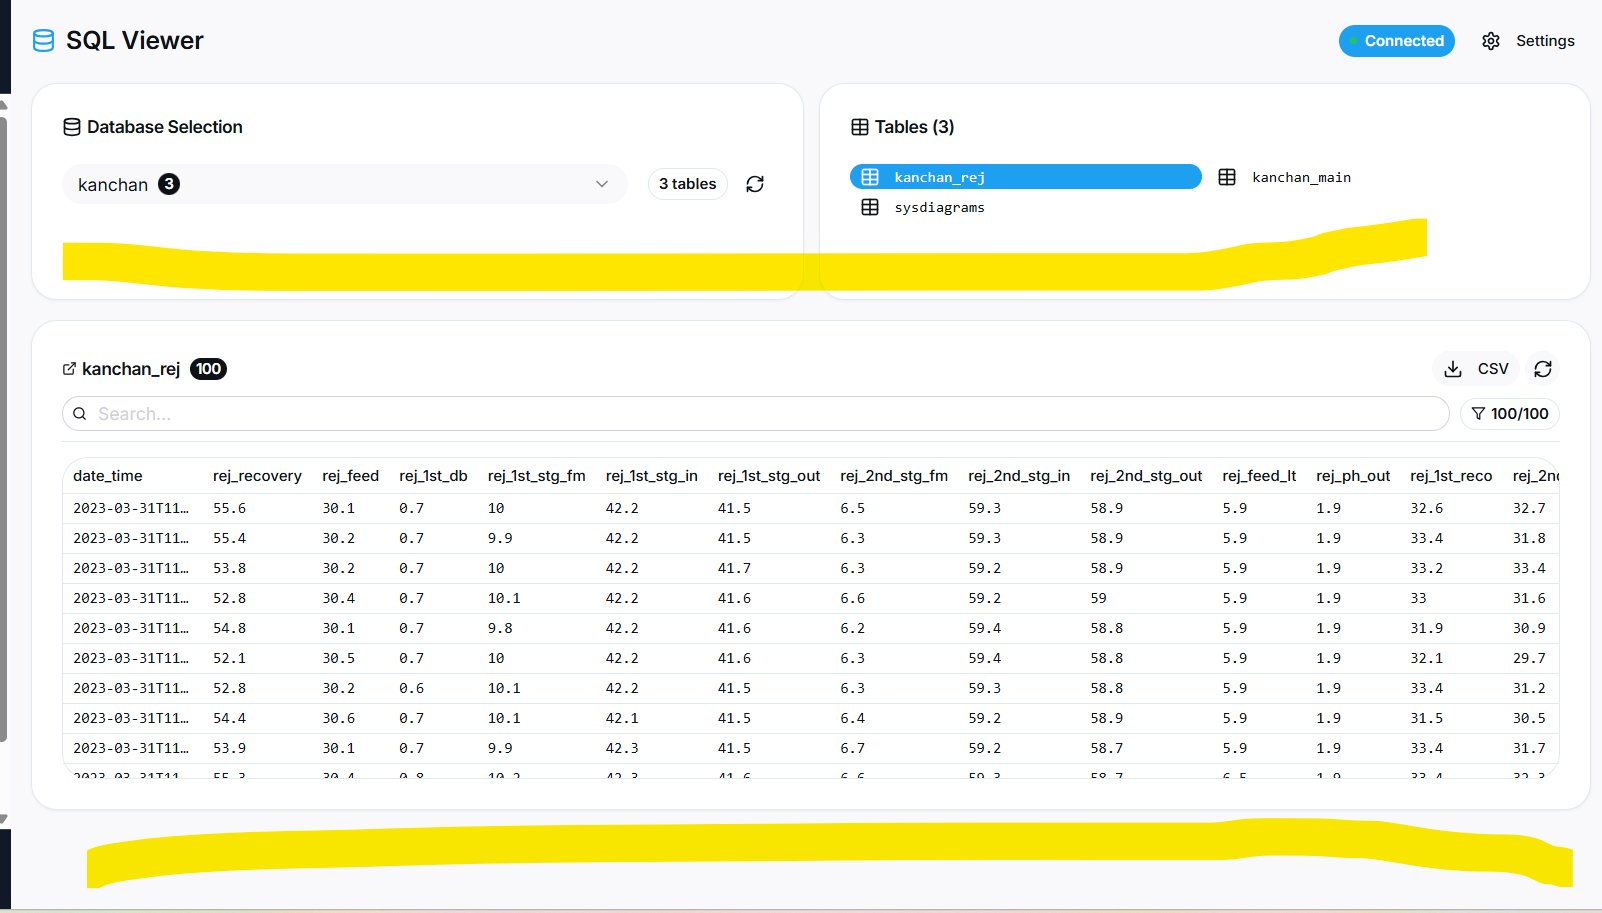 SQL Viewer
Connected
Settings
Database Selection
kanchan 3
3 tables
Tables (3)
kanchan_rej
kanchan_main
sysdiagrams
kanchan_rej 100
CSV
Search...
100/100
date_time rej_recovery rej_feed rej_1st_db rej_1st_stg_fm rej_1st_stg_in rej_1st_stg_out rej_2nd_stg_fm rej_2nd_stg_in rej_2nd_stg_out rej_feed_lt rej_ph_out rej_1st_reco rej_2n
2023-03-31T11… 55.6 30.1 0.7 10 42.2 41.5 6.5 59.3 58.9 5.9 1.9 32.6 32.7
2023-03-31T11… 55.4 30.2 0.7 9.9 42.2 41.5 6.3 59.3 58.9 5.9 1.9 33.4 31.8
2023-03-31T11… 53.8 30.2 0.7 10 42.2 41.7 6.3 59.2 58.9 5.9 1.9 33.2 33.4
2023-03-31T11… 52.8 30.4 0.7 10.1 42.2 41.6 6.6 59.2 59 5.9 1.9 33 31.6
2023-03-31T11… 54.8 30.1 0.7 9.8 42.2 41.6 6.2 59.4 58.8 5.9 1.9 31.9 30.9
2023-03-31T11… 52.1 30.5 0.7 10 42.2 41.6 6.3 59.4 58.8 5.9 1.9 32.1 29.7
2023-03-31T11… 52.8 30.2 0.6 10.1 42.2 41.5 6.3 59.3 58.8 5.9 1.9 33.4 31.2
2023-03-31T11… 54.4 30.6 0.7 10.1 42.1 41.5 6.4 59.2 58.9 5.9 1.9 31.5 30.5
2023-03-31T11… 53.9 30.1 0.7 9.9 42.3 41.5 6.7 59.2 58.7 5.9 1.9 33.4 31.7